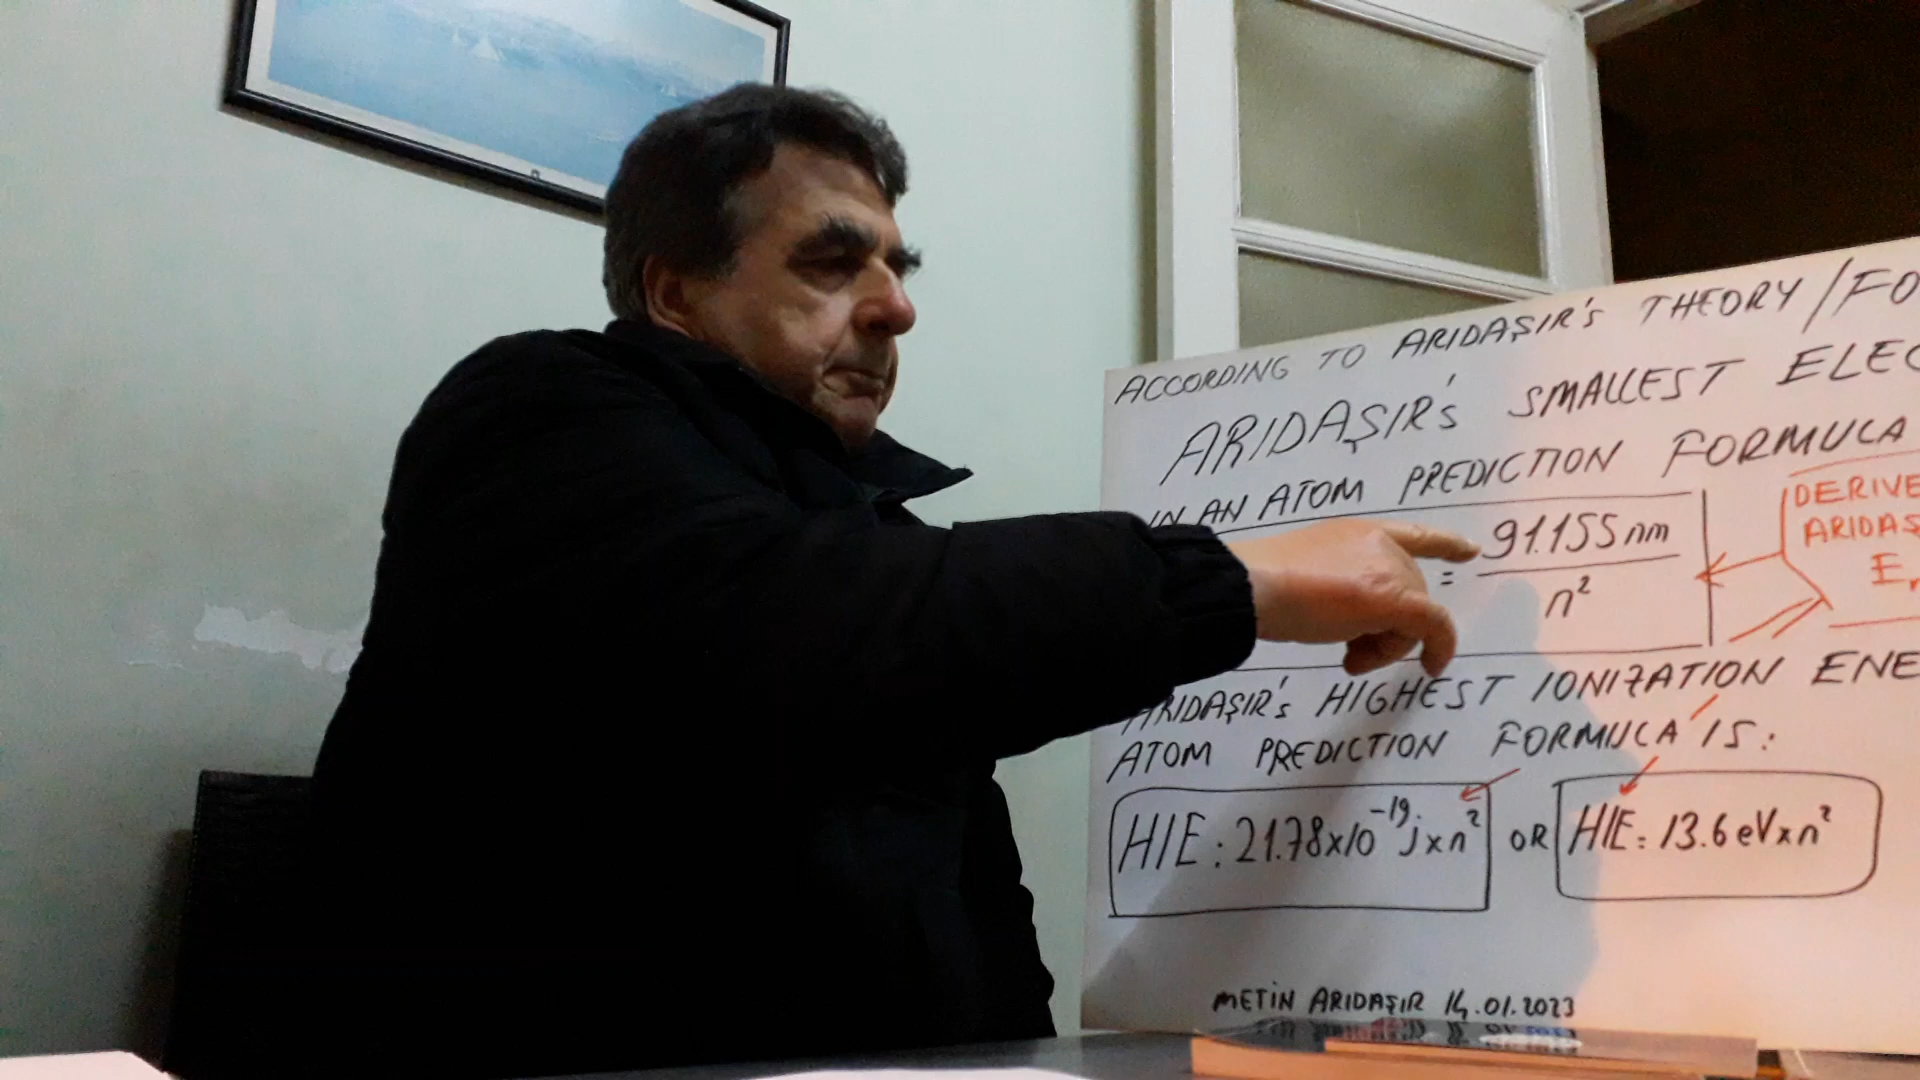 ACCORDING TO ARIDAŞIR's THEORY/FO
ARIDAŞIR's SMALLEST ELEC
IN AN ATOM PREDICTION FORMULA
= 91.155 nm
n²
DERIVE
ARIDAŞ
E
ARIDAŞIR's HIGHEST IONIZATION ENE
ATOM PREDICTION FORMULA IS:
HIE: 21.78x10⁻¹⁹ j x n² OR HIE: 13.6 eV x n²
METİN ARIDAŞIR 14.01.2023